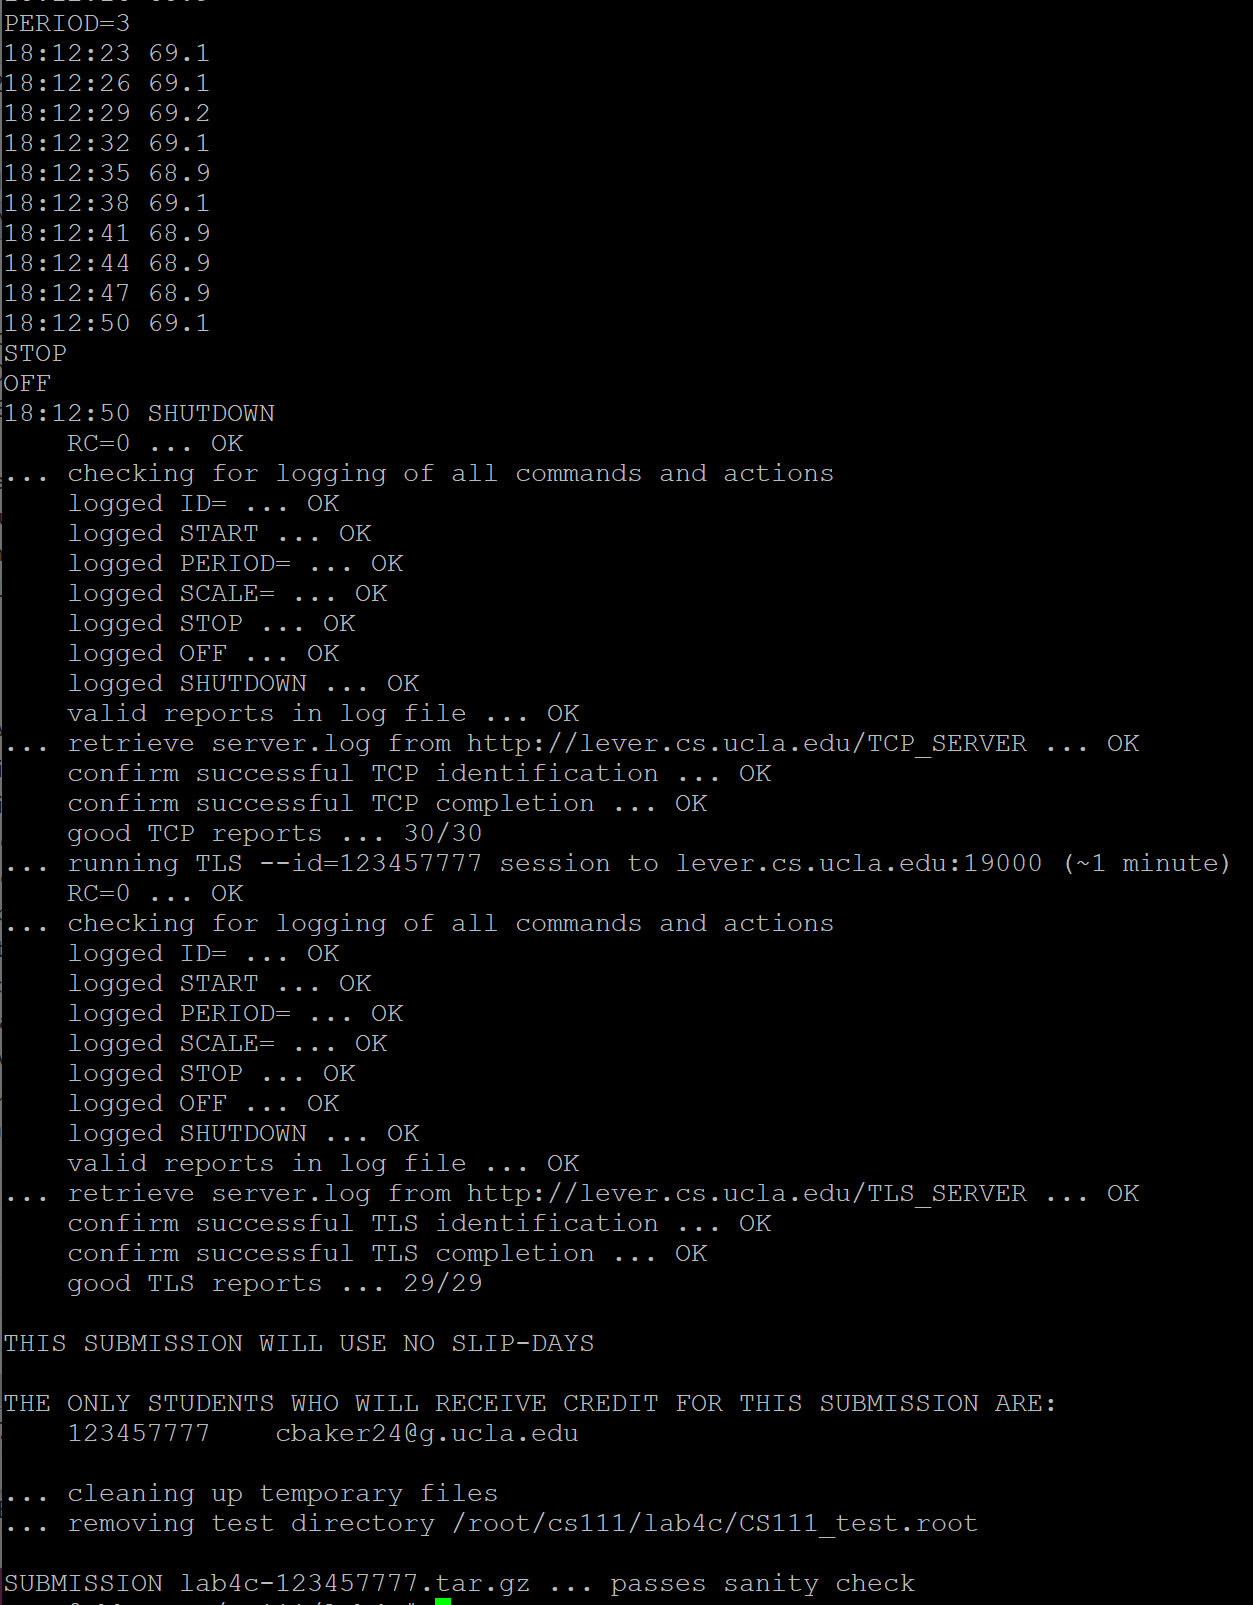 PERIOD=3
18:12:23 69.1
18:12:26 69.1
18:12:29 69.2
18:12:32 69.1
18:12:35 68.9
18:12:38 69.1
18:12:41 68.9
18:12:44 68.9
18:12:47 68.9
18:12:50 69.1
STOP
OFF
18:12:50 SHUTDOWN
    RC=0 ... OK
... checking for logging of all commands and actions
    logged ID= ... OK
    logged START ... OK
    logged PERIOD= ... OK
    logged SCALE= ... OK
    logged STOP ... OK
    logged OFF ... OK
    logged SHUTDOWN ... OK
    valid reports in log file ... OK
... retrieve server.log from http://lever.cs.ucla.edu/TCP_SERVER ... OK
    confirm successful TCP identification ... OK
    confirm successful TCP completion ... OK
    good TCP reports ... 30/30
... running TLS --id=123457777 session to lever.cs.ucla.edu:19000 (~1 minute)
    RC=0 ... OK
... checking for logging of all commands and actions
    logged ID= ... OK
    logged START ... OK
    logged PERIOD= ... OK
    logged SCALE= ... OK
    logged STOP ... OK
    logged OFF ... OK
    logged SHUTDOWN ... OK
    valid reports in log file ... OK
... retrieve server.log from http://lever.cs.ucla.edu/TLS_SERVER ... OK
    confirm successful TLS identification ... OK
    confirm successful TLS completion ... OK
    good TLS reports ... 29/29
THIS SUBMISSION WILL USE NO SLIP-DAYS
THE ONLY STUDENTS WHO WILL RECEIVE CREDIT FOR THIS SUBMISSION ARE:
    123457777    cbaker24@g.ucla.edu
... cleaning up temporary files
... removing test directory /root/cs111/lab4c/CS111_test.root
SUBMISSION lab4c-123457777.tar.gz ... passes sanity check